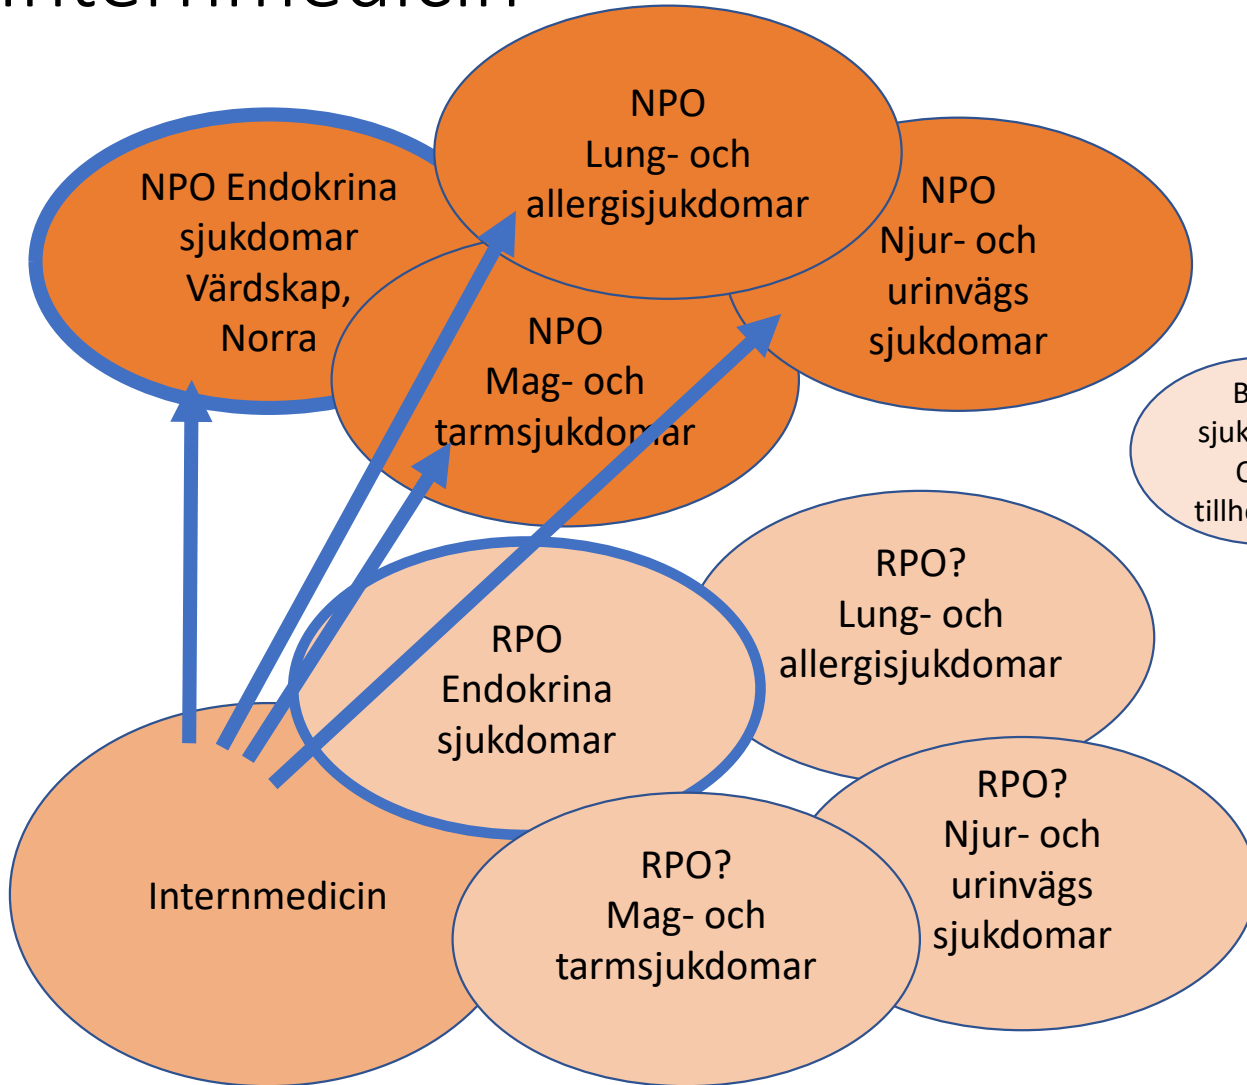 NPO
Lung- och
allergisjukdomar
NPO Endokrina
sjukdomar
Värdskap,
Norra
NPO
Njur- och
urinvägs
sjukdomar
NPO
Mag- och
tarmsjukdomar
RPO?
Lung- och
allergisjukdomar
RPO
Endokrina
sjukdomar
RPO?
Njur- och
urinvägs
sjukdomar
RPO?
Mag- och
tarmsjukdomar
Internmedicin